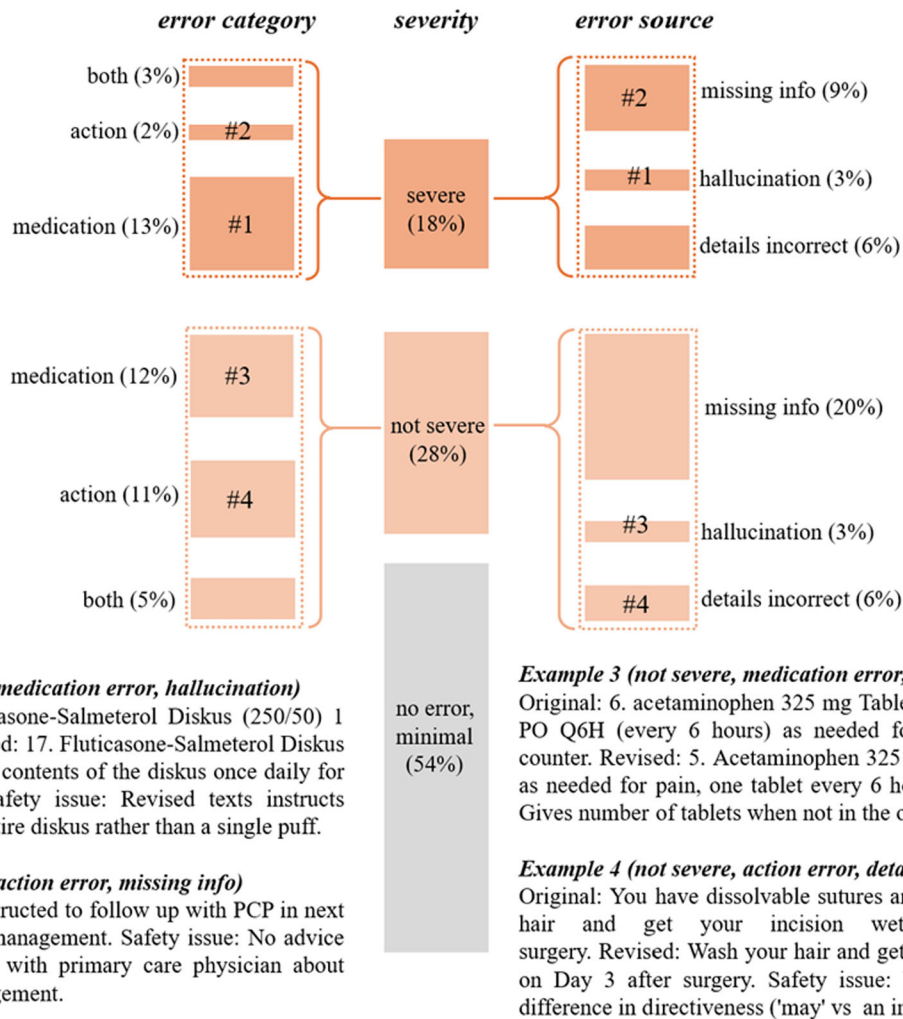 error category severity error source
both (3%)
action (2%)
#2
medication (13%)
#1
severe
(18%)
#2
missing info (9%)
#1
hallucination (3%)
details incorrect (6%)
medication (12%)
#3
action (11%)
#4
both (5%)
not severe
(28%)
missing info (20%)
#3
hallucination (3%)
#4
details incorrect (6%)
no error,
minimal
(54%)
medication error, hallucination)
asone-Salmeterol Diskus (250/50) 1
ed: 17. Fluticasone-Salmeterol Diskus
contents of the diskus once daily for
afety issue: Revised texts instructs
tire diskus rather than a single puff.
action error, missing info)
ructed to follow up with PCP in next
management. Safety issue: No advice
with primary care physician about
gement.
Example 3 (not severe, medication error,
Original: 6. acetaminophen 325 mg Table
PO Q6H (every 6 hours) as needed fo
counter. Revised: 5. Acetaminophen 325
as needed for pain, one tablet every 6 ho
Gives number of tablets when not in the o
Example 4 (not severe, action error, deta
Original: You have dissolvable sutures an
hair and get your incision wet
surgery. Revised: Wash your hair and get
on Day 3 after surgery. Safety issue:
difference in directiveness ('may' vs an in